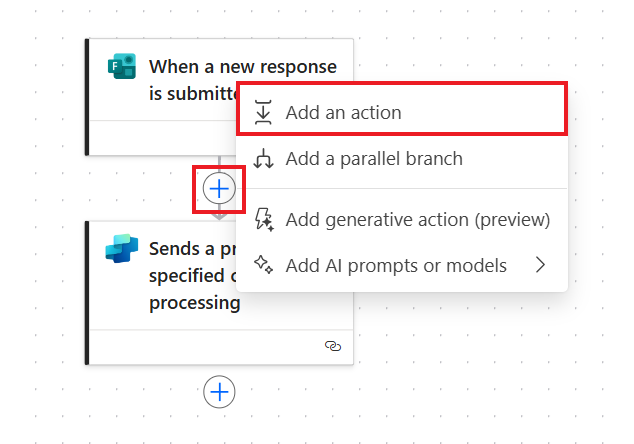 When a new response
is submitte
Add an action
Add a parallel branch
Add generative action (preview)
Add AI prompts or models
Sends a pr
specified c
processing